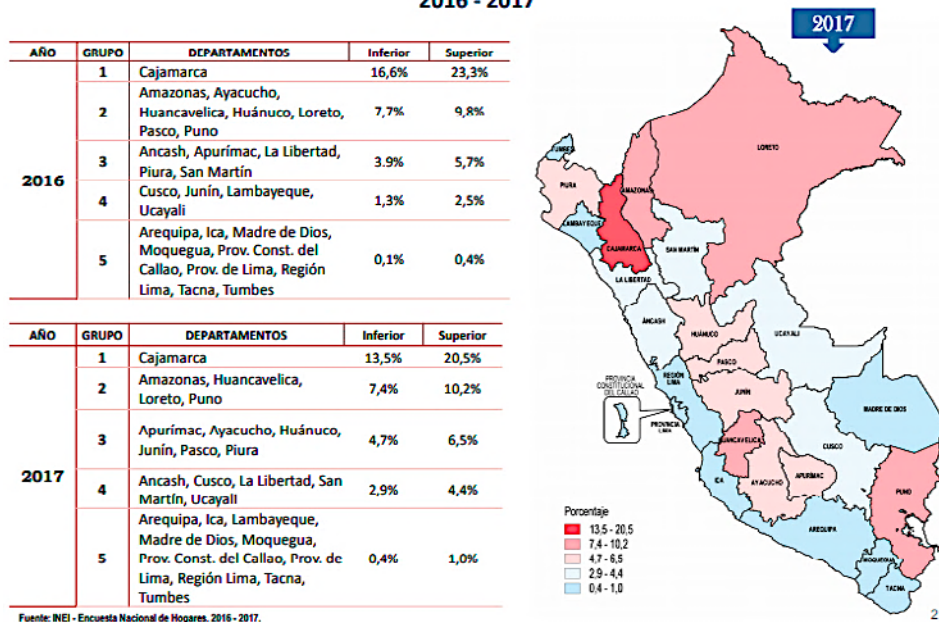 2016 - 2017
AÑO GRUPO DEPARTAMENTOS Inferior Superior
2016
1 Cajamarca 16,6% 23,3%
2 Amazonas, Ayacucho,
Huancavelica, Huánuco, Loreto,
Pasco, Puno 7,7% 9,8%
3 Ancash, Apurímac, La Libertad,
Piura, San Martín 3.9% 5,7%
4 Cusco, Junín, Lambayeque,
Ucayali 1,3% 2,5%
5 Arequipa, Ica, Madre de Dios,
Moquegua, Prov. Const. del
Callao, Prov. de Lima, Región
Lima, Tacna, Tumbes 0,1% 0,4%
AÑO GRUPO DEPARTAMENTOS Inferior Superior
2017
1 Cajamarca 13,5% 20,5%
2 Amazonas, Huancavelica,
Loreto, Puno 7,4% 10,2%
3 Apurímac, Ayacucho, Huánuco,
Junín, Pasco, Piura 4,7% 6,5%
4 Ancash, Cusco, La Libertad, San
Martín, Ucayali 2,9% 4,4%
5 Arequipa, Ica, Lambayeque,
Madre de Dios, Moquegua,
Prov. Const. del Callao, Prov. de
Lima, Región Lima, Tacna,
Tumbes 0,4% 1,0%
Fuente: INEI - Encuesta Nacional de Hogares. 2016 - 2017.
2017
LORETO
TUMBES
PIURA
AMAZONAS
LAMBAYEQUE
CAJAMARCA
SAN MARTÍN
LA LIBERTAD
ÁNCASH
HUÁNUCO
UCAYALI
PASCO
REGIÓN
LIMA
PROVINCIA
CONSTITUCIONAL
DEL CALLAO
JUNÍN
MADRE DE DIOS
PROVINCIA
LIMA
HUANCAVELICA
CUSCO
ICA
AYACUCHO
APURÍMAC
PUNO
AREQUIPA
MOQUEGUA
TACNA
Porcentaje
13,5 - 20,5
7,4 - 10,2
4,7 - 6,5
2,9 - 4,4
0,4 - 1,0
2